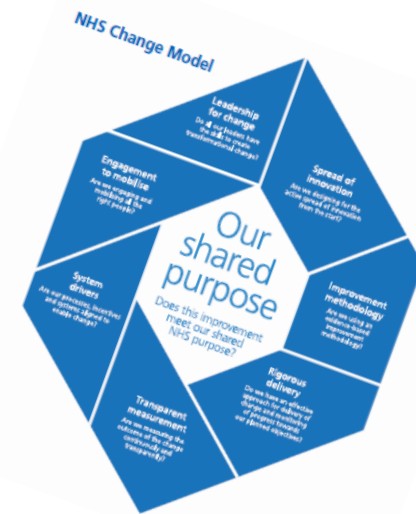 NHS Change Model
Leadership
for change
Do all our leaders have
the skills to create
transformational change?
Spread of
innovation
Are we designing for the
active spread of innovation
from the start?
Improvement
methodology
Are we using an
evidence-based
improvement
methodology?
Rigorous
delivery
Do we have an effective
approach for delivery of
change and monitoring
of progress towards
our planned objectives?
Transparent
measurement
Are we measuring the
outcome of the change
continuously and
transparently?
System
drivers
Are our processes, incentives
and systems aligned to
enable change?
Engagement
to mobilise
Are we engaging and
mobilising all the
right people?
Our
shared
purpose
Does this improvement
meet our shared
NHS purpose?